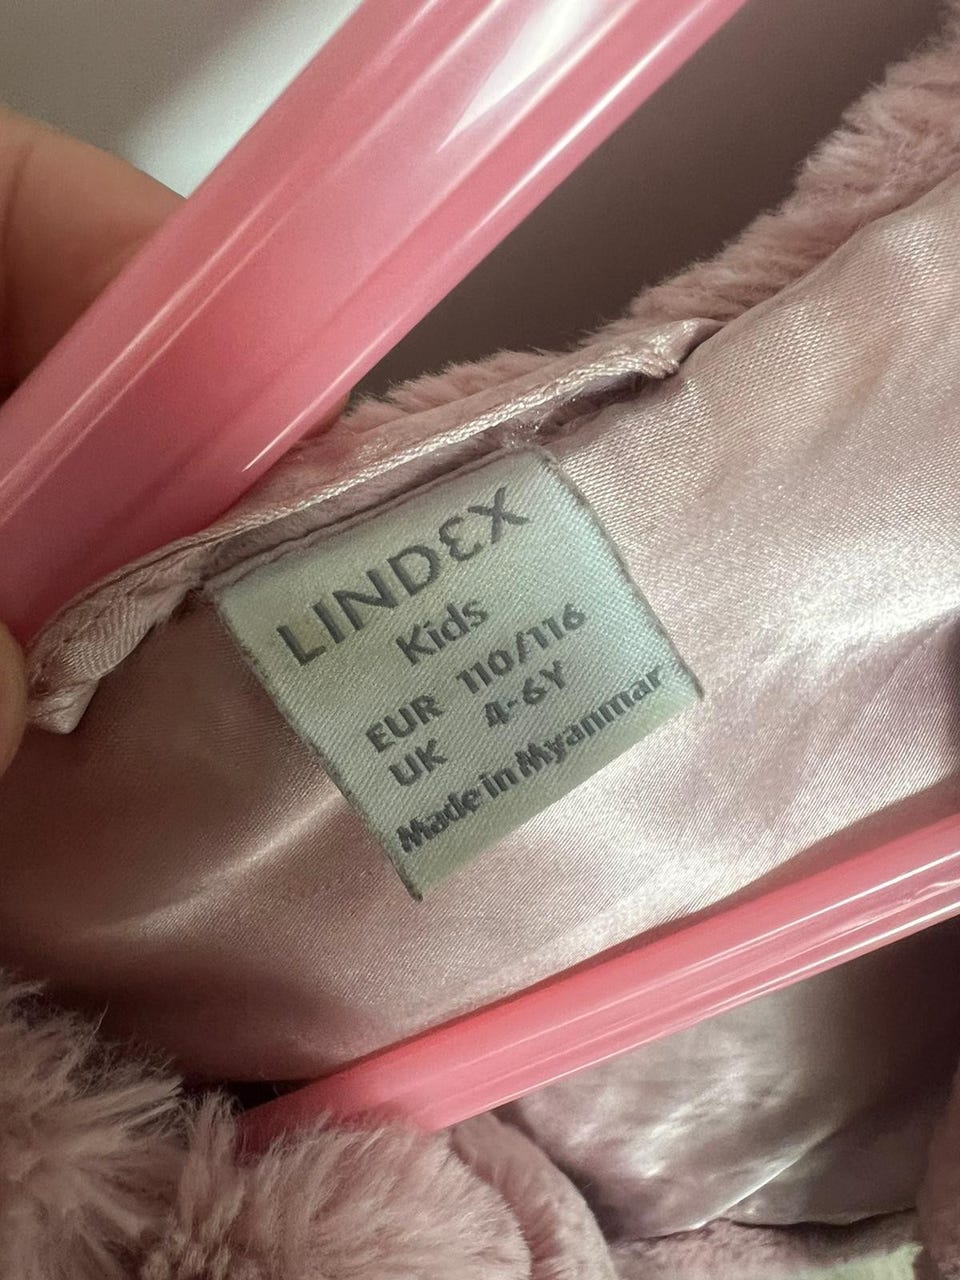 LINDEX
Kids
EUR 110/116
UK 4-6Y
Made in Myanmar